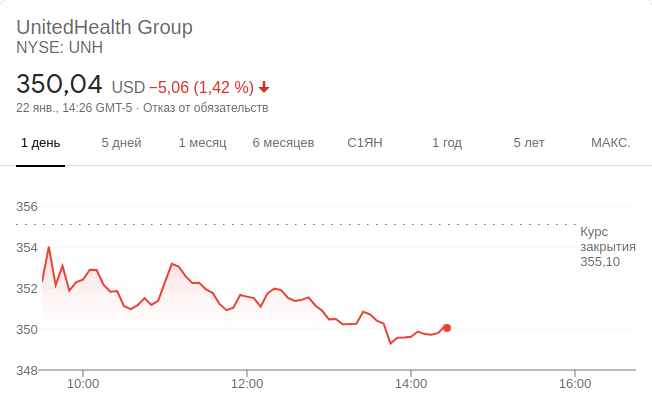 UnitedHealth Group
NYSE: UNH
350,04 USD −5,06 (1,42 %)
22 янв., 14:26 GMT-5 · Отказ от обязательств
1 день 5 дней 1 месяц 6 месяцев С1ЯН 1 год 5 лет МАКС.
356
Курс
354 закрытия
355,10
352
350
348
10:00 12:00 14:00 16:00